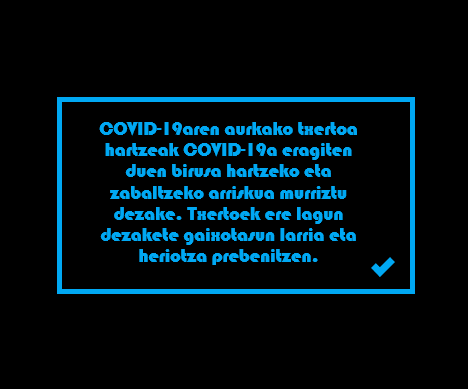 COVID-19aren aurkako txertoa
hartzeak COVID-19a eragiten
duen birusa hartzeko eta
zabaltzeko arriskua murriztu
dezake. Txertoek ere lagun
dezakete gaixotasun larria eta
heriotza prebenitzen.